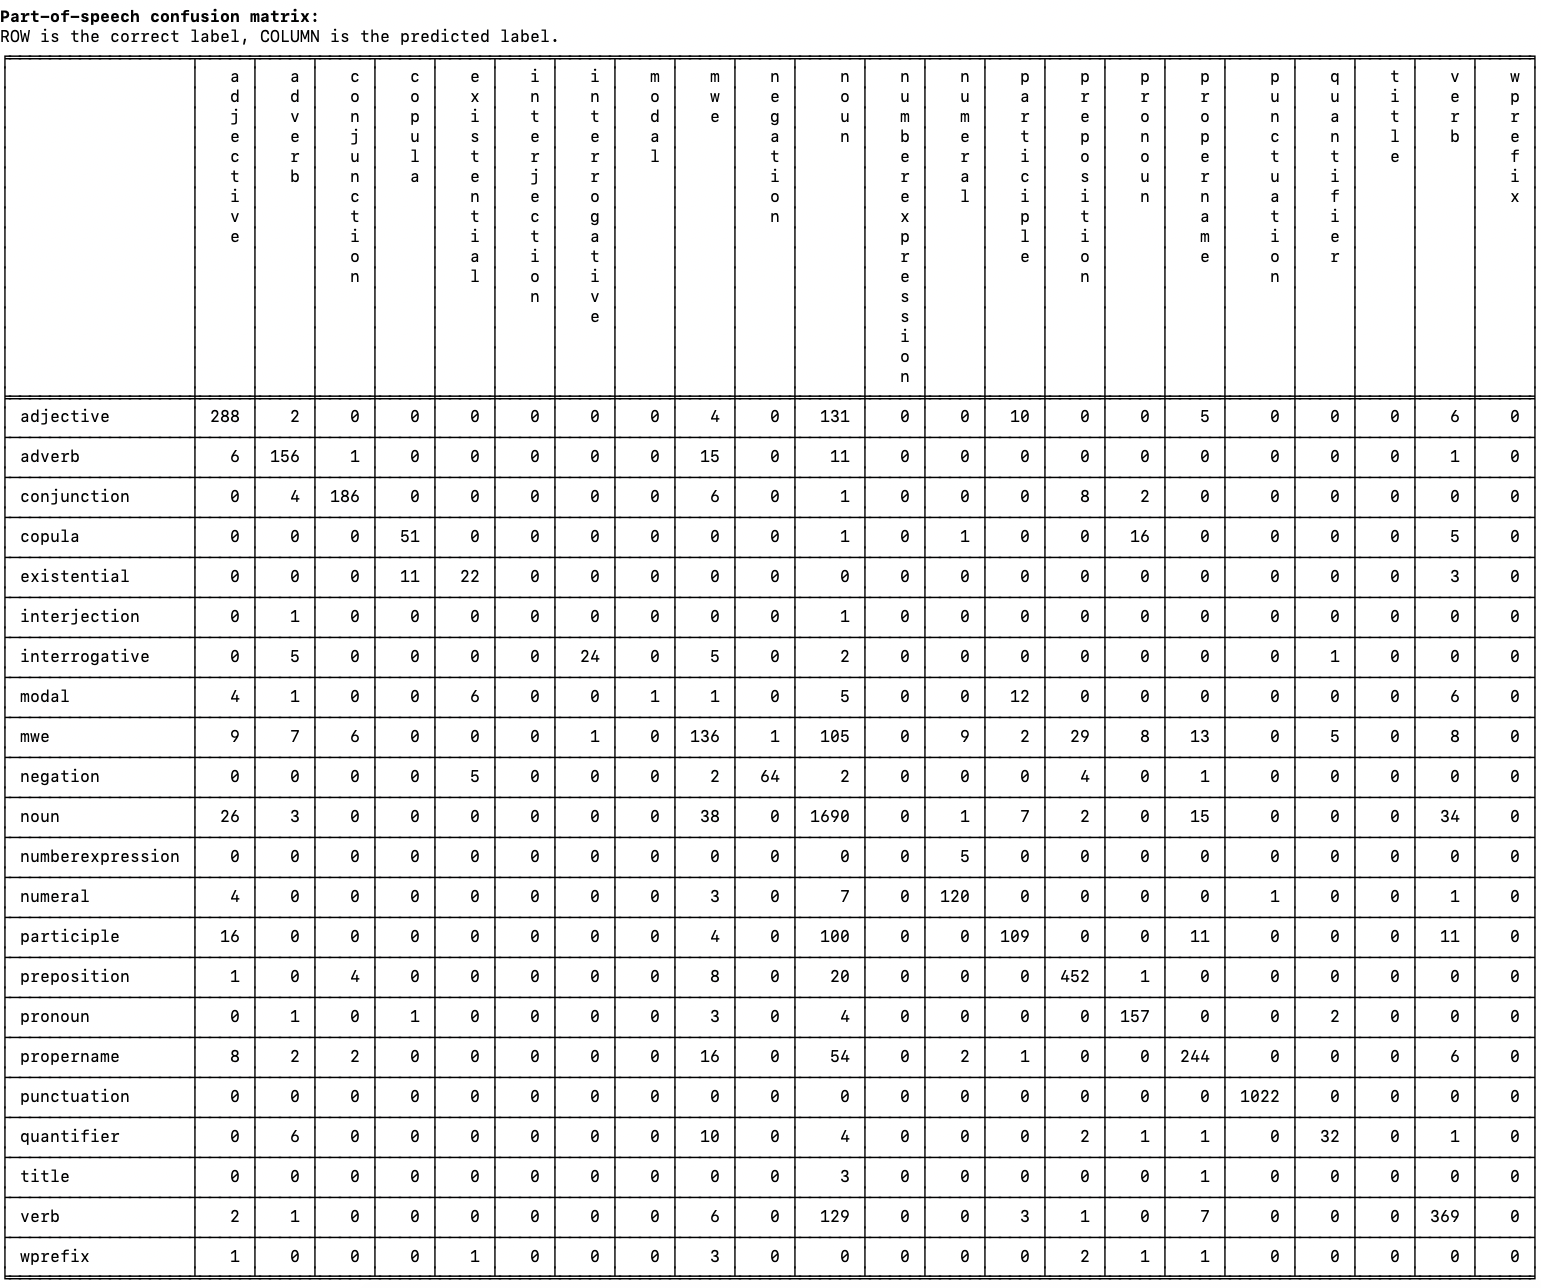 Part-of-speech confusion matrix:
ROW is the correct label, COLUMN is the predicted label.
adjective adverb conjunction copula existential interjection interrogative modal mwe negation noun numberexpression numeral participle preposition pronoun propername punctuation quantifier title verb wprefix
adjective 288 2 0 0 0 0 0 0 4 0 131 0 0 10 0 0 5 0 0 0 6 0
adverb 6 156 1 0 0 0 0 0 15 0 11 0 0 0 0 0 0 0 0 0 1 0
conjunction 0 4 186 0 0 0 0 0 6 0 1 0 0 0 8 2 0 0 0 0 0 0
copula 0 0 0 51 0 0 0 0 0 0 1 0 1 0 0 16 0 0 0 0 5 0
existential 0 0 0 11 22 0 0 0 0 0 0 0 0 0 0 0 0 0 0 0 3 0
interjection 0 1 0 0 0 0 0 0 0 0 1 0 0 0 0 0 0 0 0 0 0 0
interrogative 0 5 0 0 0 0 24 0 5 0 2 0 0 0 0 0 0 0 1 0 0 0
modal 4 1 0 0 6 0 0 1 1 0 5 0 0 12 0 0 0 0 0 0 6 0
mwe 9 7 6 0 0 0 1 0 136 1 105 0 9 2 29 8 13 0 5 0 8 0
negation 0 0 0 0 5 0 0 0 2 64 2 0 0 0 4 0 1 0 0 0 0 0
noun 26 3 0 0 0 0 0 0 38 0 1690 0 1 7 2 0 15 0 0 0 34 0
numberexpression 0 0 0 0 0 0 0 0 0 0 0 0 5 0 0 0 0 0 0 0 0 0
numeral 4 0 0 0 0 0 0 0 3 0 7 0 120 0 0 0 0 1 0 0 1 0
participle 16 0 0 0 0 0 0 0 4 0 100 0 0 109 0 0 11 0 0 0 11 0
preposition 1 0 4 0 0 0 0 0 8 0 20 0 0 0 452 1 0 0 0 0 0 0
pronoun 0 1 0 1 0 0 0 0 3 0 4 0 0 0 0 157 0 0 2 0 0 0
propername 8 2 2 0 0 0 0 0 16 0 54 0 2 1 0 0 244 0 0 0 6 0
punctuation 0 0 0 0 0 0 0 0 0 0 0 0 0 0 0 0 0 1022 0 0 0 0
quantifier 0 6 0 0 0 0 0 0 10 0 4 0 0 0 2 1 1 0 32 0 1 0
title 0 0 0 0 0 0 0 0 0 0 3 0 0 0 0 0 1 0 0 0 0 0
verb 2 1 0 0 0 0 0 0 6 0 129 0 0 3 1 0 7 0 0 0 369 0
wprefix 1 0 0 0 1 0 0 0 3 0 0 0 0 0 2 1 1 0 0 0 0 0